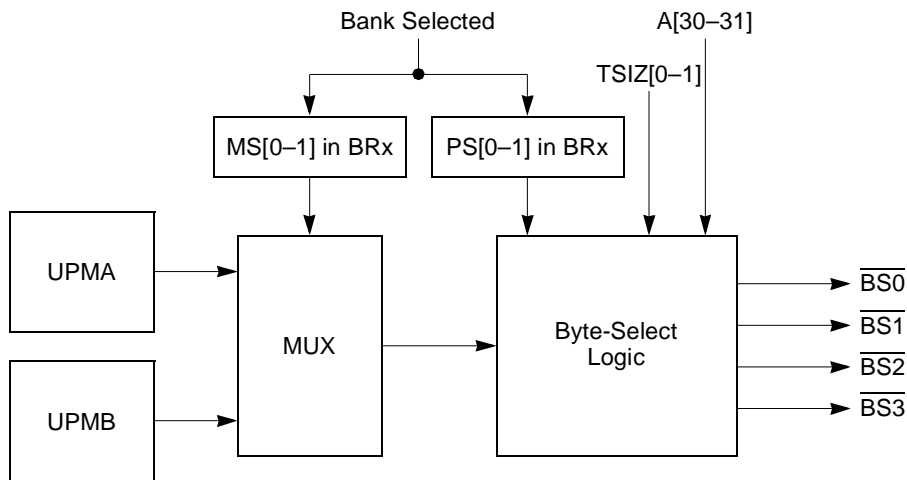 Bank Selected
A[30–31]
TSIZ[0–1]
MS[0–1] in BRx
PS[0–1] in BRx
UPMA
UPMB
MUX
Byte-Select
Logic
BS0
BS1
BS2
BS3